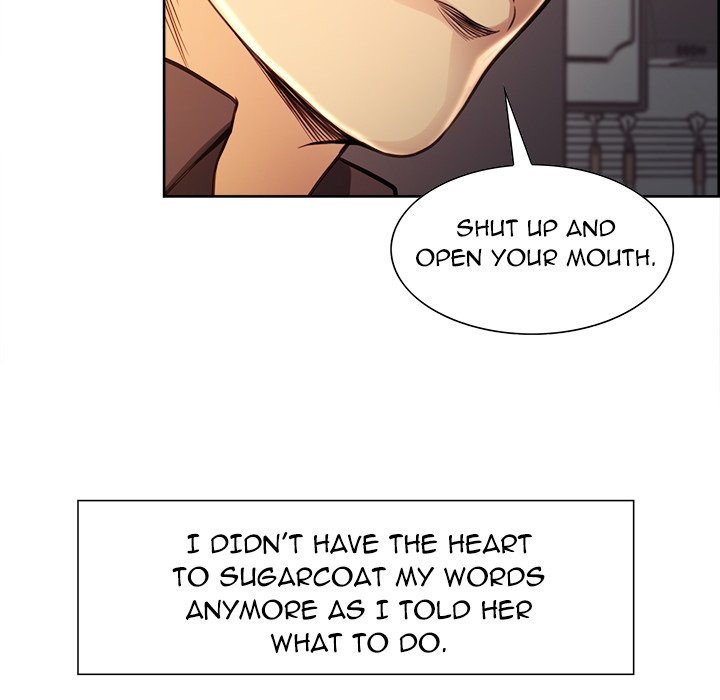 SHUT UP AND
OPEN YOUR MOUTH.
I DIDN'T HAVE THE HEART
TO SUGARCOAT MY WORDS
ANYMORE AS I TOLD HER
WHAT TO DO.